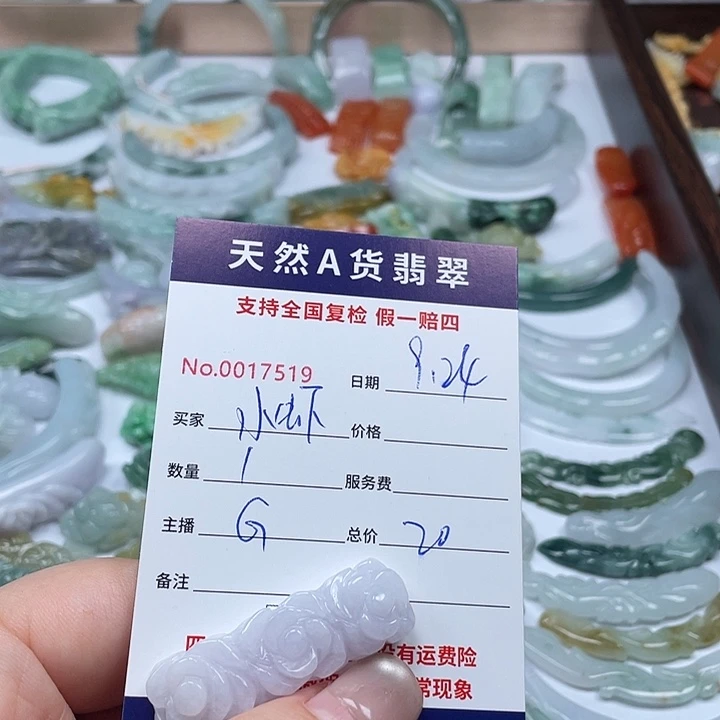 天然A货翡翠
支持全国复检 假一赔四
No.0017519 日期 9.24
买家 小虾 价格
数量 1 服务费
主播 G 总价 20
备注
四
没有运费险
常现象